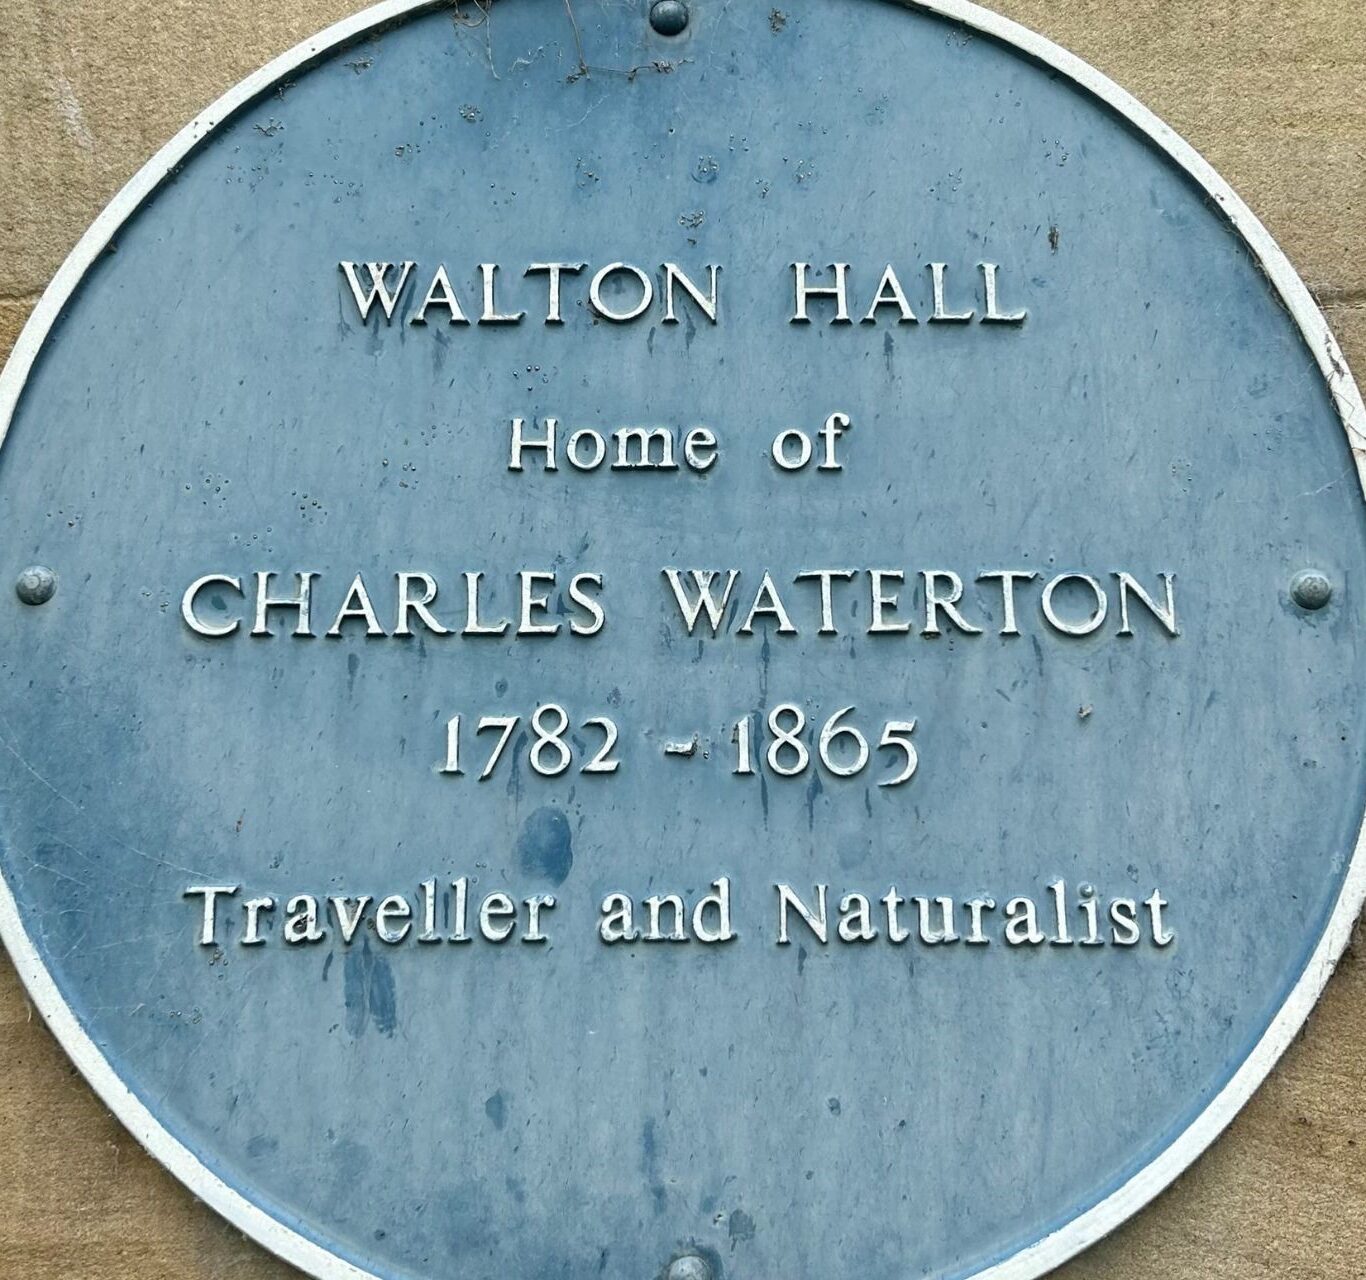 WALTON HALL
Home of
CHARLES WATERTON
1782 - 1865
Traveller and Naturalist